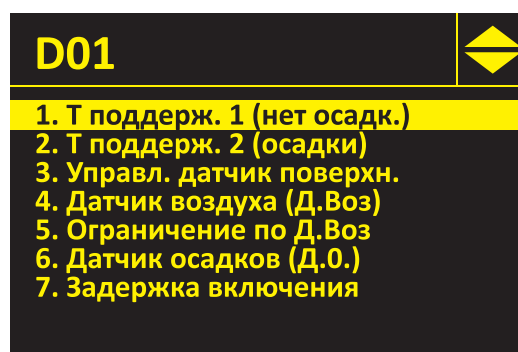 D01
1. Т поддерж. 1 (нет осадк.)
2. Т поддерж. 2 (осадки)
3. Управл. датчик поверхн.
4. Датчик воздуха (Д.Воз)
5. Ограничение по Д.Воз
6. Датчик осадков (Д.0.)
7. Задержка включения